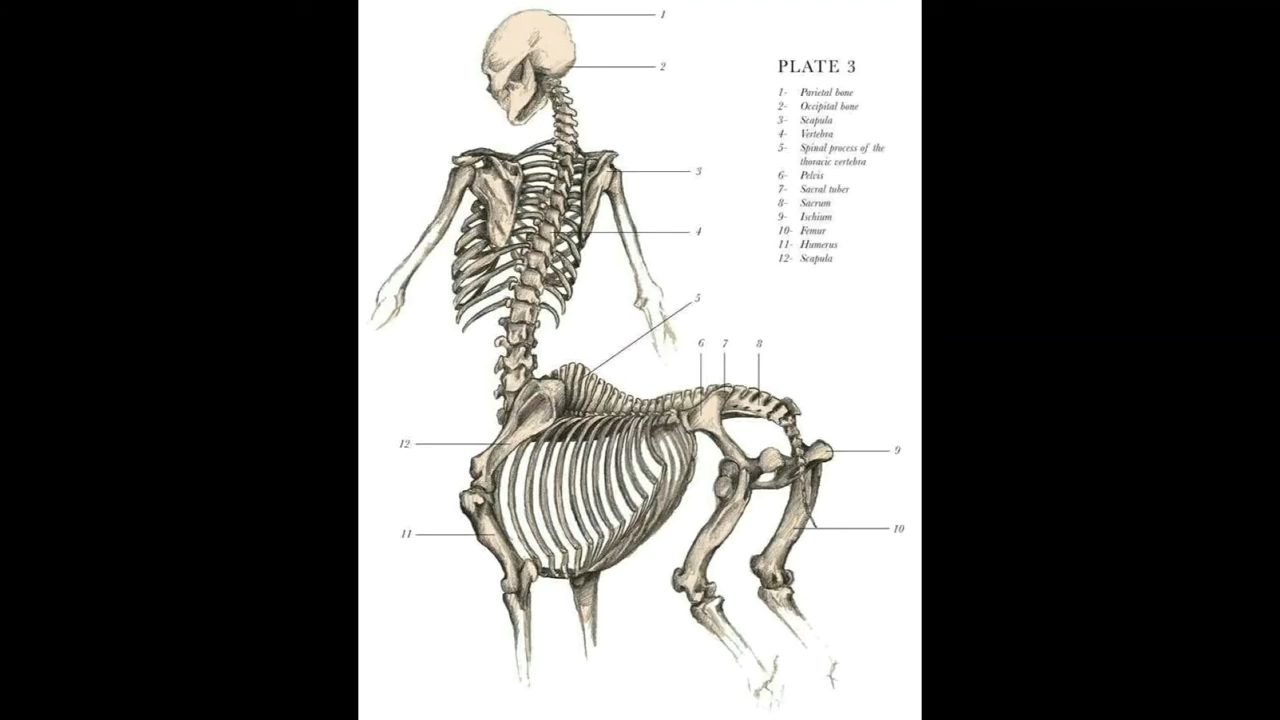 1
2
PLATE 3
1- Parietal bone
2- Occipital bone
3- Scapula
4- Vertebra
5- Spinal process of the
thoracic vertebra
6- Pelvis
7- Sacral tuber
8- Sacrum
9- Ischium
10- Femur
11- Humerus
12- Scapula
3
4
5
6 7 8
12
9
11
10